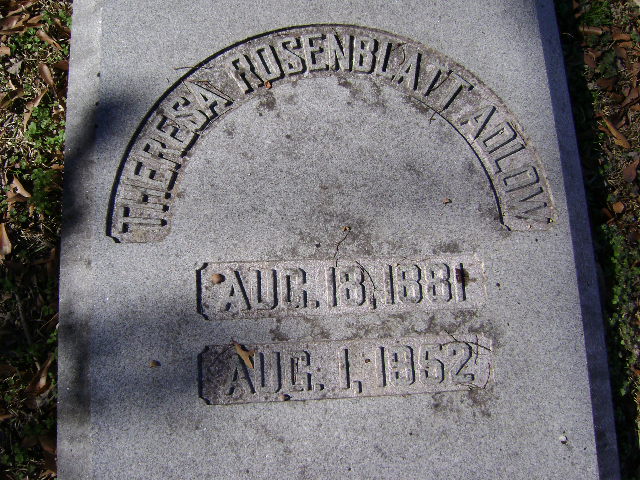 THERESA ROSENBLATT ADLOW
AUG. 18, 1881
AUG. 1, 1952